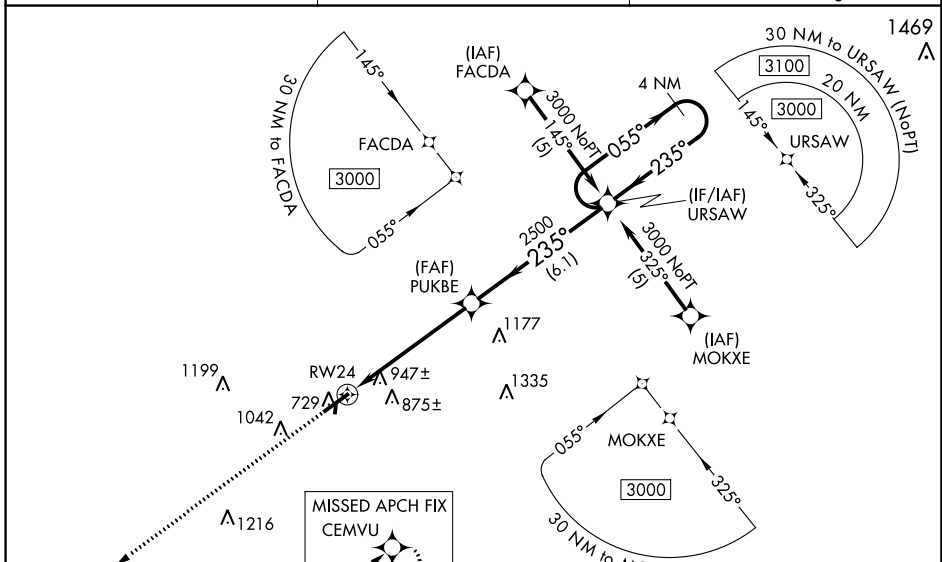 1469
30 NM to URSAW (NoPT)
3100
20 NM
3000
145°
URSAW
325°
(IAF)
FACDA
3000 NoPT
145°
(5)
4 NM
055°
235°
30 NM to FACDA
145°
FACDA
3000
055°
(IF/IAF)
URSAW
2500
235°
(6.1)
3000 NoPT
325°
(5)
(FAF)
PUKBE
(IAF)
MOKXE
1177
1199
RW24
947±
1335
729
875±
1042
055°
MOKXE
3000
325°
30 NM to
1216
MISSED APCH FIX
CEMVU